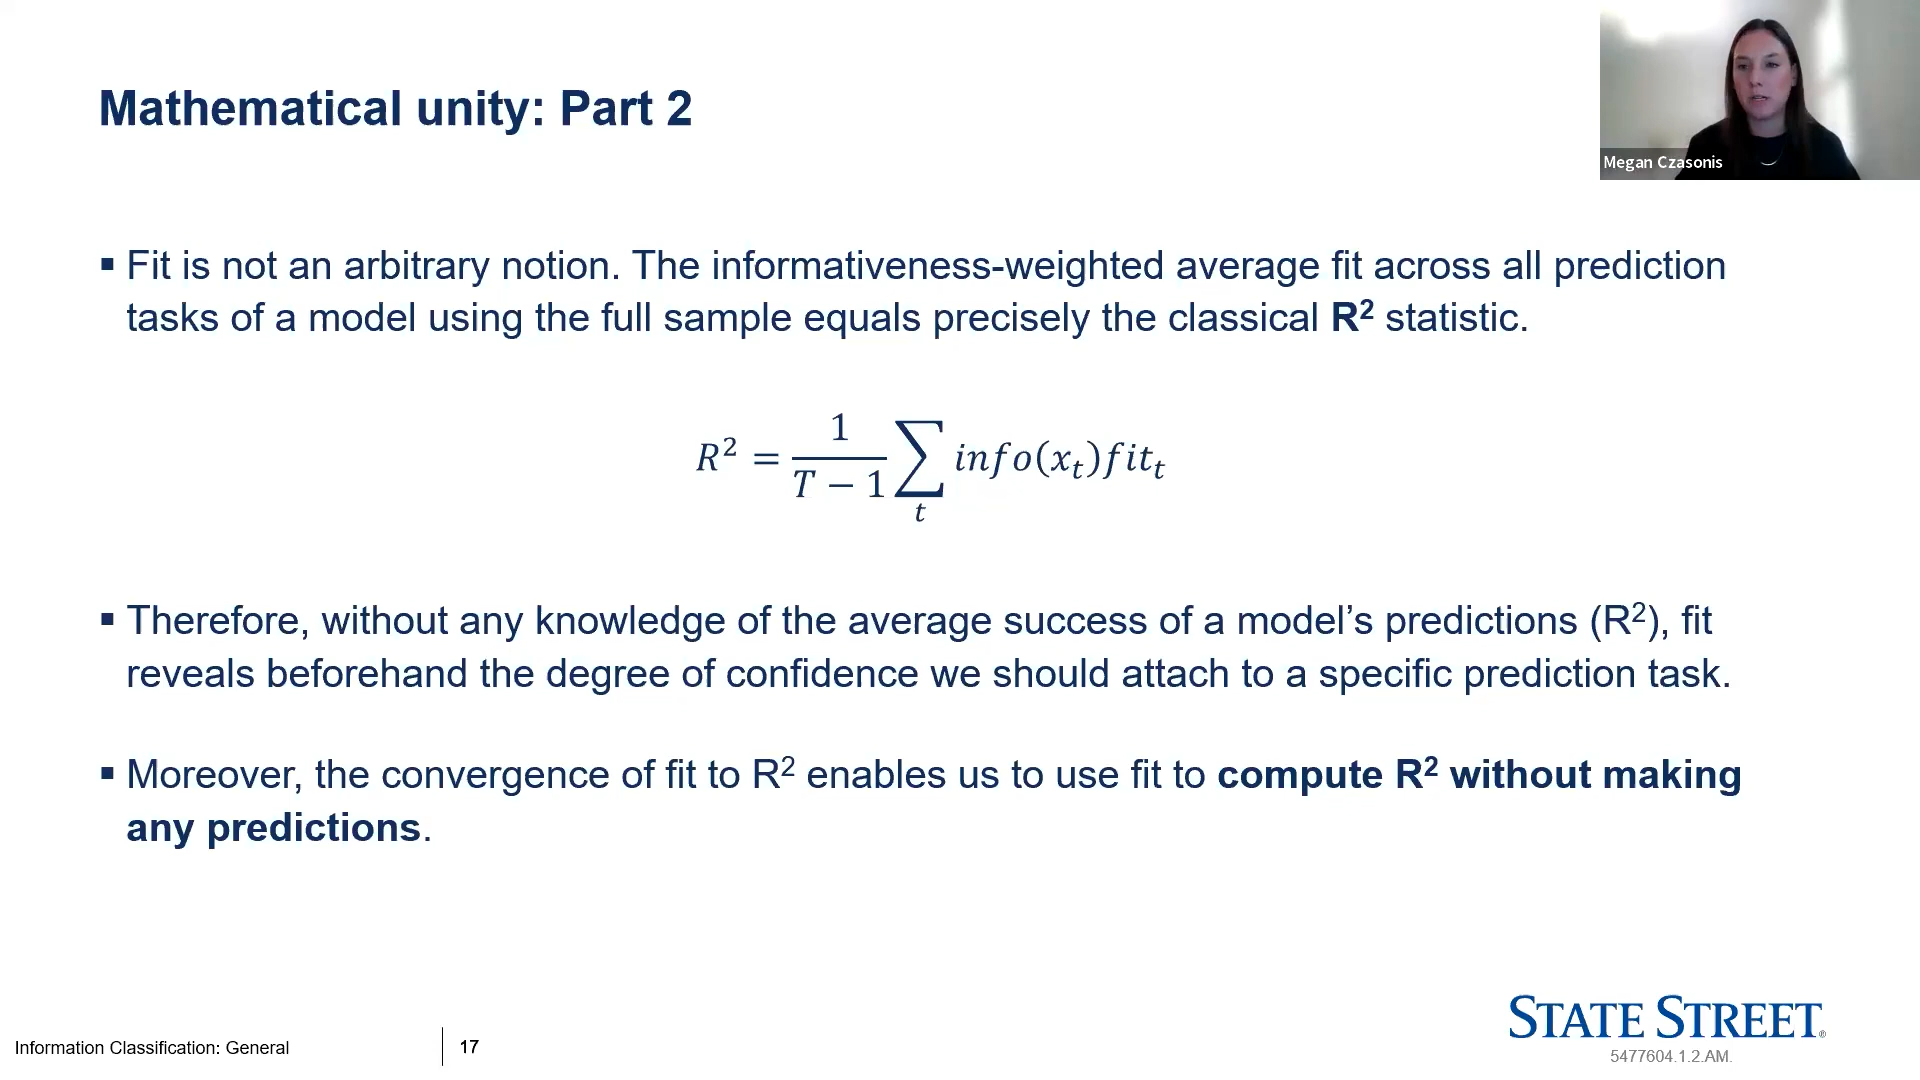 Mathematical unity: Part 2
Megan Czasonis
▪ Fit is not an arbitrary notion. The informativeness-weighted average fit across all prediction
tasks of a model using the full sample equals precisely the classical R² statistic.
R² = 1/(T − 1) ∑_t info(x_t)fit_t
▪ Therefore, without any knowledge of the average success of a model’s predictions (R²), fit
reveals beforehand the degree of confidence we should attach to a specific prediction task.
▪ Moreover, the convergence of fit to R² enables us to use fit to compute R² without making
any predictions.
STATE STREET®
Information Classification: General
17
5477604.1.2.AM.